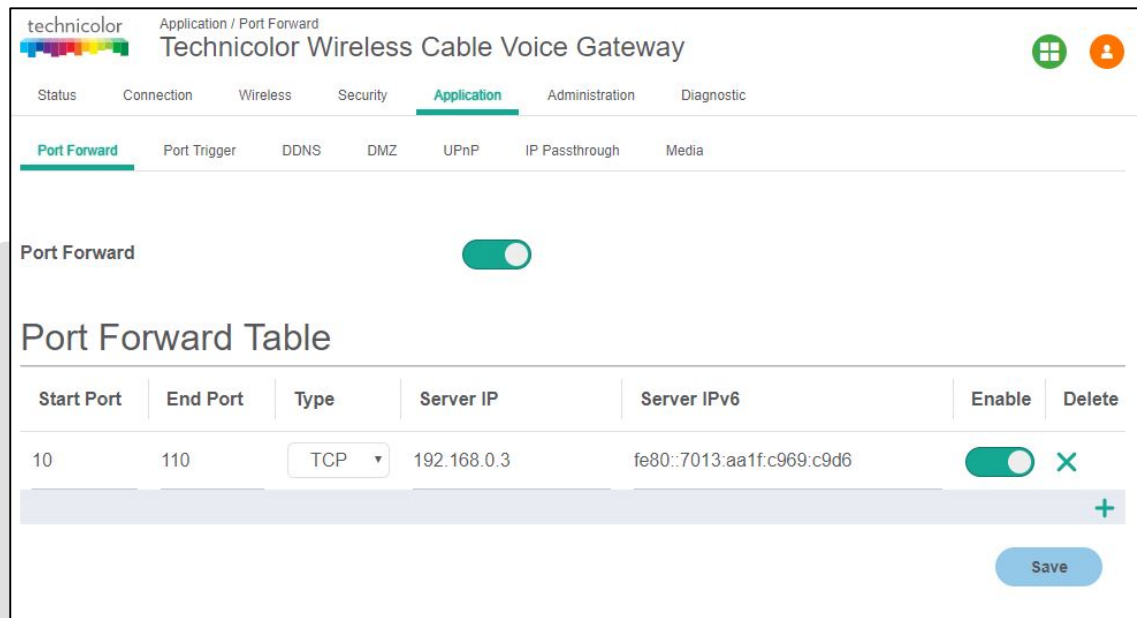 technicolor
Application / Port Forward
Technicolor Wireless Cable Voice Gateway
Status Connection Wireless Security Application Administration Diagnostic
Port Forward Port Trigger DDNS DMZ UPnP IP Passthrough Media
Port Forward
Port Forward Table
Start Port End Port Type Server IP Server IPv6 Enable Delete
10 110 TCP 192.168.0.3 fe80::7013:aa1f:c969:c9d6
Save